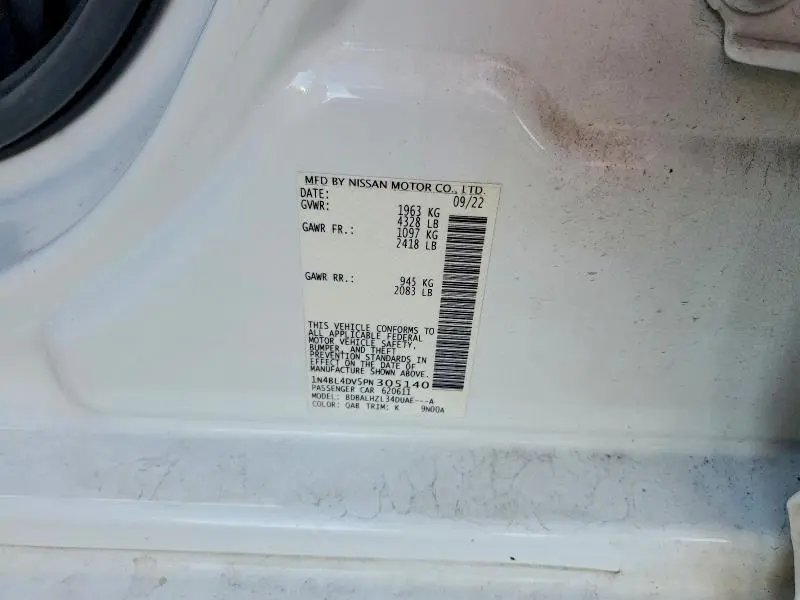 MFD BY NISSAN MOTOR CO., LTD.
DATE: 09/22
GVWR: 1963 KG
4328 LB
GAWR FR.: 1097 KG
2418 LB
GAWR RR.: 945 KG
2083 LB
THIS VEHICLE CONFORMS TO
ALL APPLICABLE FEDERAL
MOTOR VEHICLE SAFETY,
BUMPER, AND THEFT
PREVENTION STANDARDS IN
EFFECT ON THE DATE OF
MANUFACTURE SHOWN ABOVE.
1N4BL4DV5PN305140
PASSENGER CAR 620611
MODEL: BDBALHZL34DUAE---A
COLOR: QAB TRIM: K 9N00A